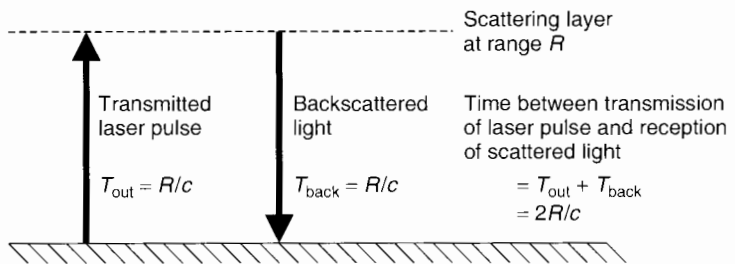 Scattering layer
at range R
Transmitted
laser pulse
T_out = R/c
Backscattered
light
T_back = R/c
Time between transmission
of laser pulse and reception
of scattered light
= T_out + T_back
= 2R/c